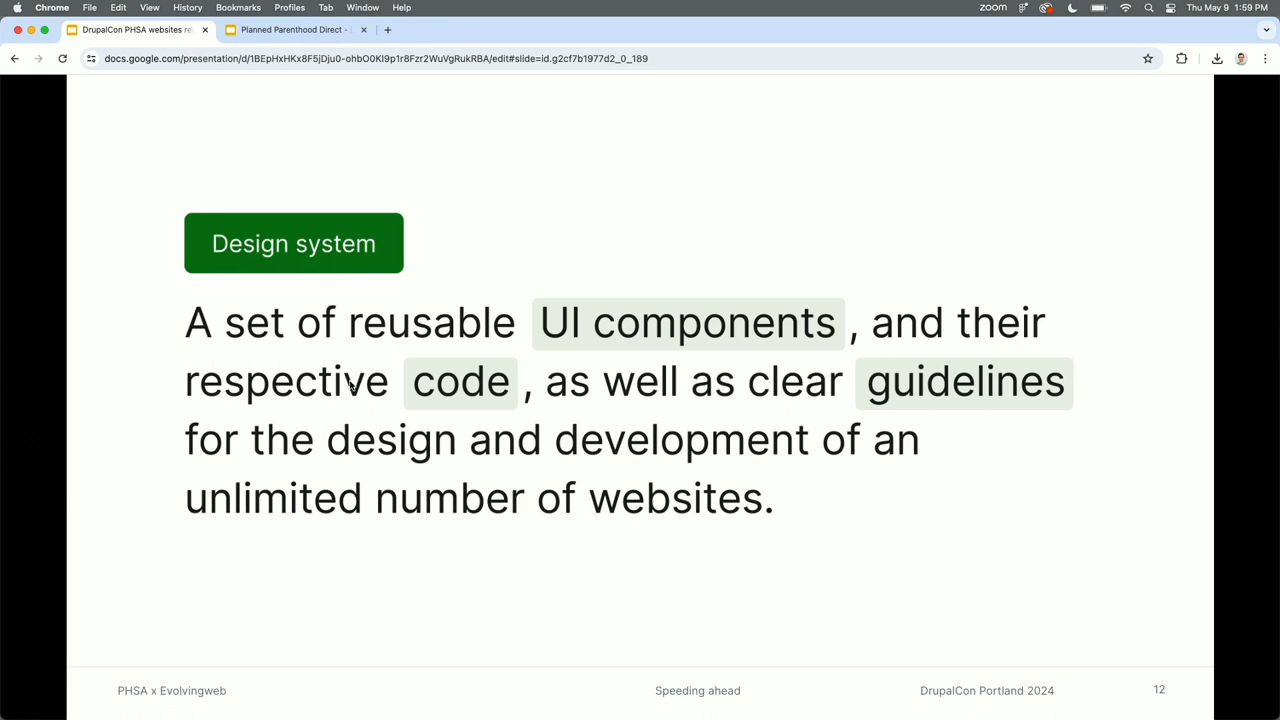 Chrome File Edit View History Bookmarks Profiles Tab Window Help zoom Thu May 9 1:59 PM
DrupalCon PHSA websites re Planned Parenthood Direct -
docs.google.com/presentation/d/1BEpHxHKx8F5jDju0-ohbO0KI9p1r8Fzr2WuVgRukRBA/edit#slide=id.g2cf7b1977d2_0_189
Design system
A set of reusable UI components , and their
respective code , as well as clear guidelines
for the design and development of an
unlimited number of websites.
PHSA x Evolvingweb Speeding ahead DrupalCon Portland 2024 12